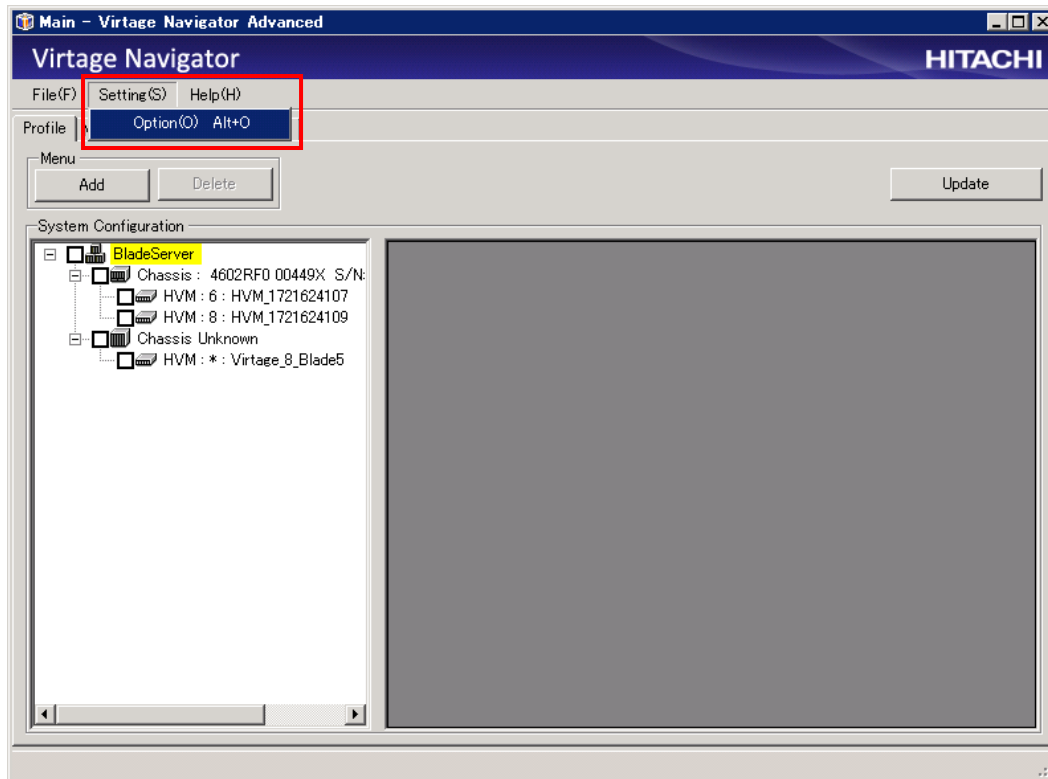 Main - Virtage Navigator Advanced
Virtage Navigator HITACHI
File(F) Setting(S) Help(H)
Option(O) Alt+O
Profile
Menu
Add Delete Update
System Configuration
BladeServer
Chassis : 4602RF0 00449X S/N:
HVM : 6 : HVM_1721624107
HVM : 8 : HVM_1721624109
Chassis Unknown
HVM : * : Virtage_8_Blade5